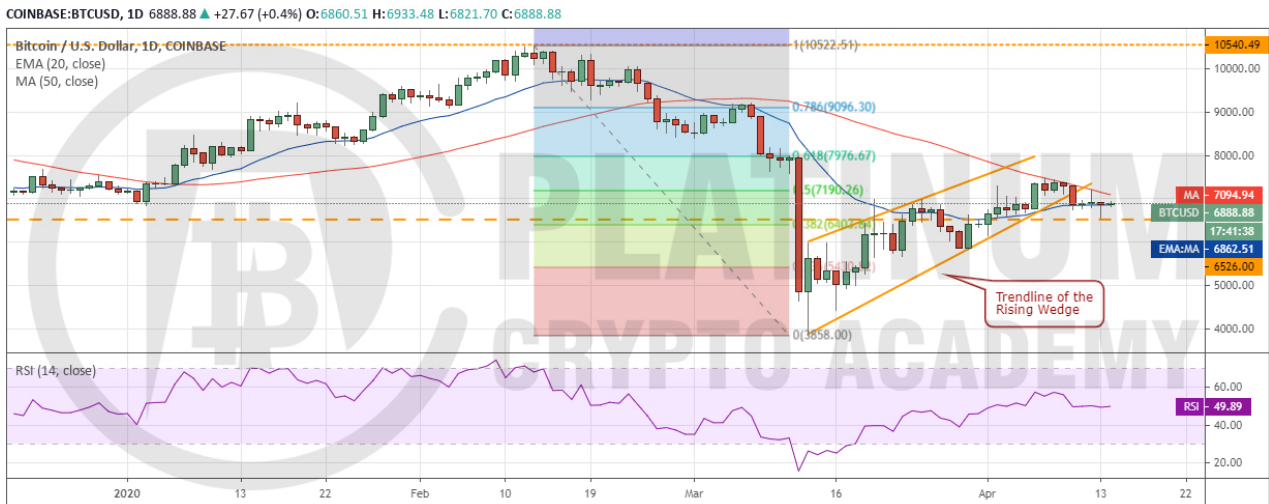 COINBASE:BTCUSD, 1D 6888.88 ▲ +27.67 (+0.4%) O:6860.51 H:6933.48 L:6821.70 C:6888.88
Bitcoin / U.S. Dollar, 1D, COINBASE
EMA (20, close)
MA (50, close)
1(10522.51)
0.786(9096.30)
0.618(7976.67)
0.5(7190.26)
0(3858.00)
Trendline of the
Rising Wedge
PLATINUM
CRYPTO ACADEMY
10540.49
10000.00
9000.00
8000.00
MA 7094.94
BTCUSD 6888.88
17:41:38
EMA:MA 6862.51
6526.00
5000.00
4000.00
RSI (14, close)
60.00
RSI 49.89
40.00
20.00
2020 13 22 Feb 10 19 Mar 16 Apr 13 22